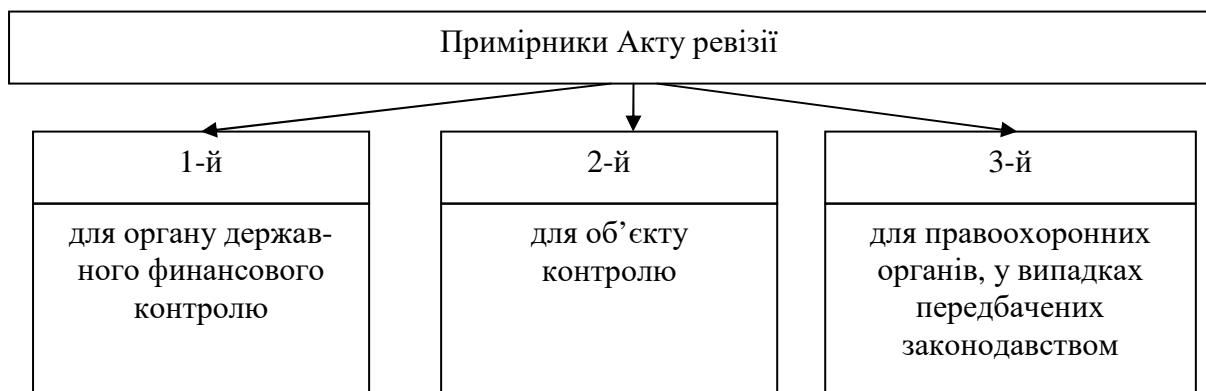 Примірники Акту ревізії
1-й
для органу держав-
ного финансового
контролю
2-й
для об’єкту
контролю
3-й
для правоохоронних
органів, у випадках
передбачених
законодавством